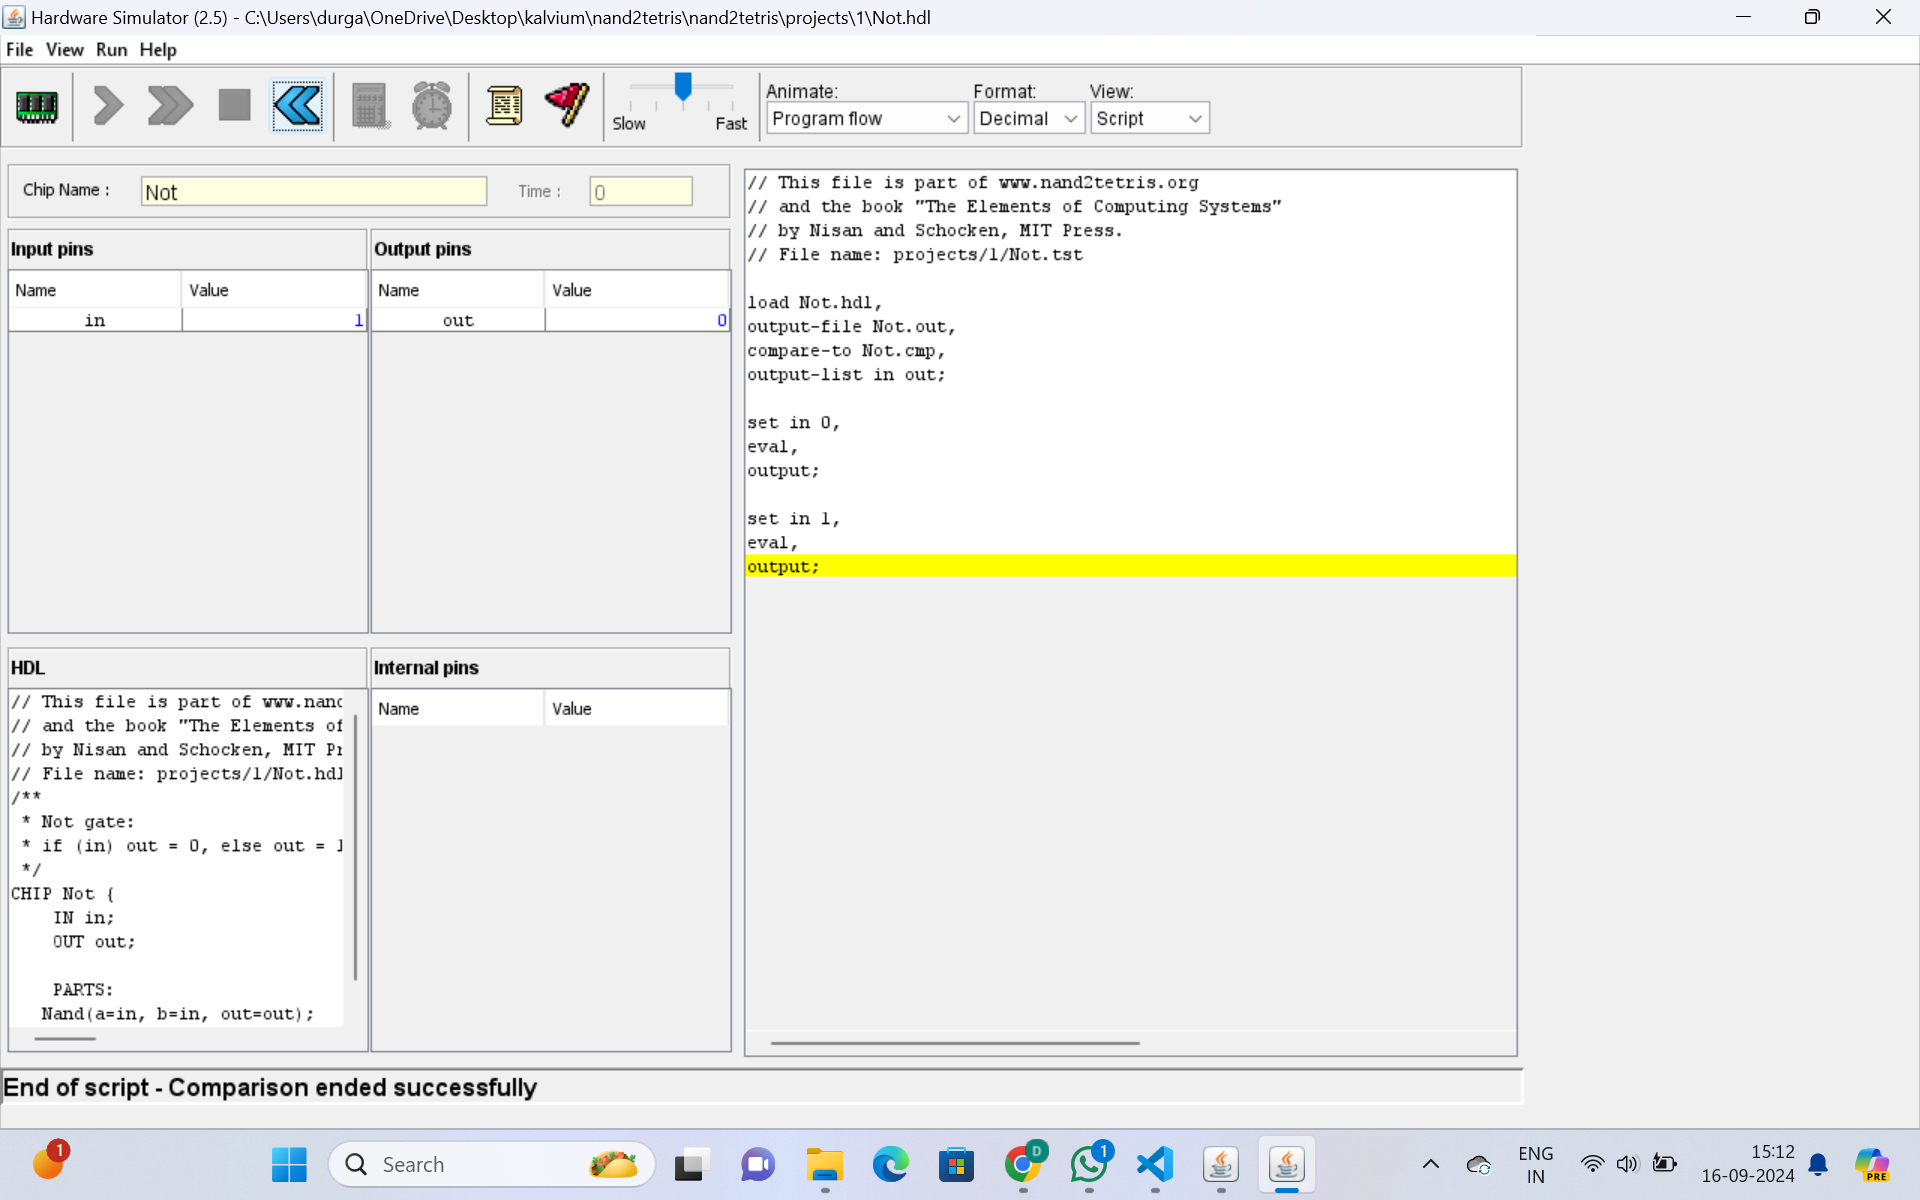 Hardware Simulator (2.5) - C:\Users\durga\OneDrive\Desktop\kalvium\nand2tetris\nand2tetris\projects\1\Not.hdl
File View Run Help
Slow Fast
Animate:
Program flow
Format:
Decimal
View:
Script
Chip Name :
Not
Time :
0
Input pins
Name Value
in 1
Output pins
Name Value
out 0
HDL
// This file is part of www.nand
// and the book "The Elements of
// by Nisan and Schocken, MIT Pr
// File name: projects/1/Not.hdl
/**
* Not gate:
* if (in) out = 0, else out = 1
*/
CHIP Not {
IN in;
OUT out;
PARTS:
Nand(a=in, b=in, out=out);
Internal pins
Name Value
// This file is part of www.nand2tetris.org
// and the book "The Elements of Computing Systems"
// by Nisan and Schocken, MIT Press.
// File name: projects/1/Not.tst
load Not.hdl,
output-file Not.out,
compare-to Not.cmp,
output-list in out;
set in 0,
eval,
output;
set in 1,
eval,
output;
End of script - Comparison ended successfully
1
Search
D
1
ENG
IN
15:12
16-09-2024
PRE